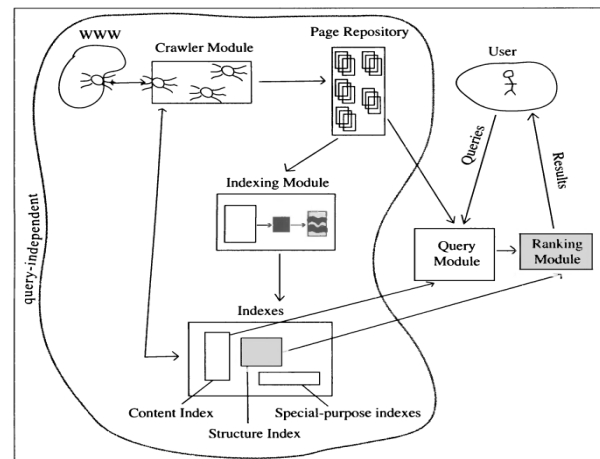 WWW
Crawler Module
Page Repository
User
Queries
Results
Indexing Module
query-independent
Query
Module
Ranking
Module
Indexes
Content Index
Special-purpose indexes
Structure Index